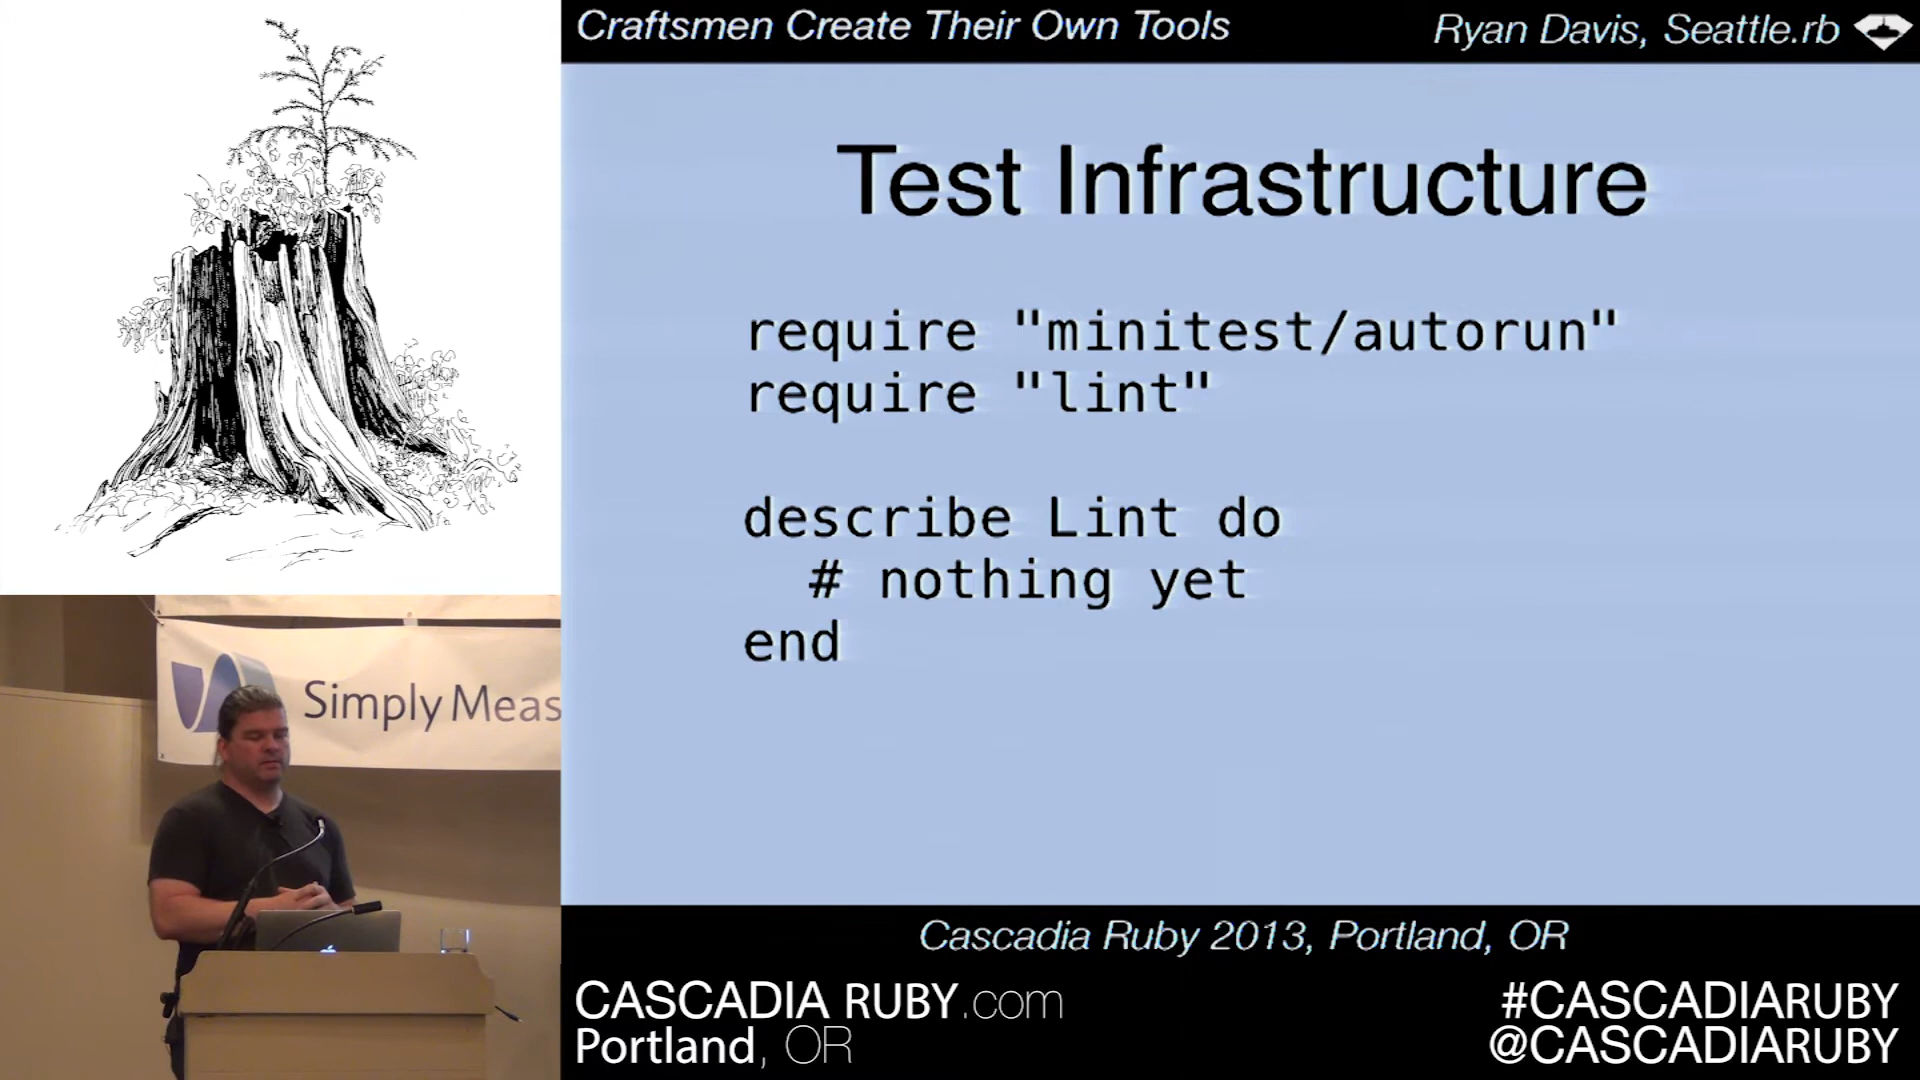 Craftsmen Create Their Own Tools
Ryan Davis, Seattle.rb
Test Infrastructure
require "minitest/autorun"
require "lint"
describe Lint do
# nothing yet
end
Simply Meas
Cascadia Ruby 2013, Portland, OR
CASCADIA RUBY.com
Portland, OR
#CASCADIARUBY
@CASCADIARUBY